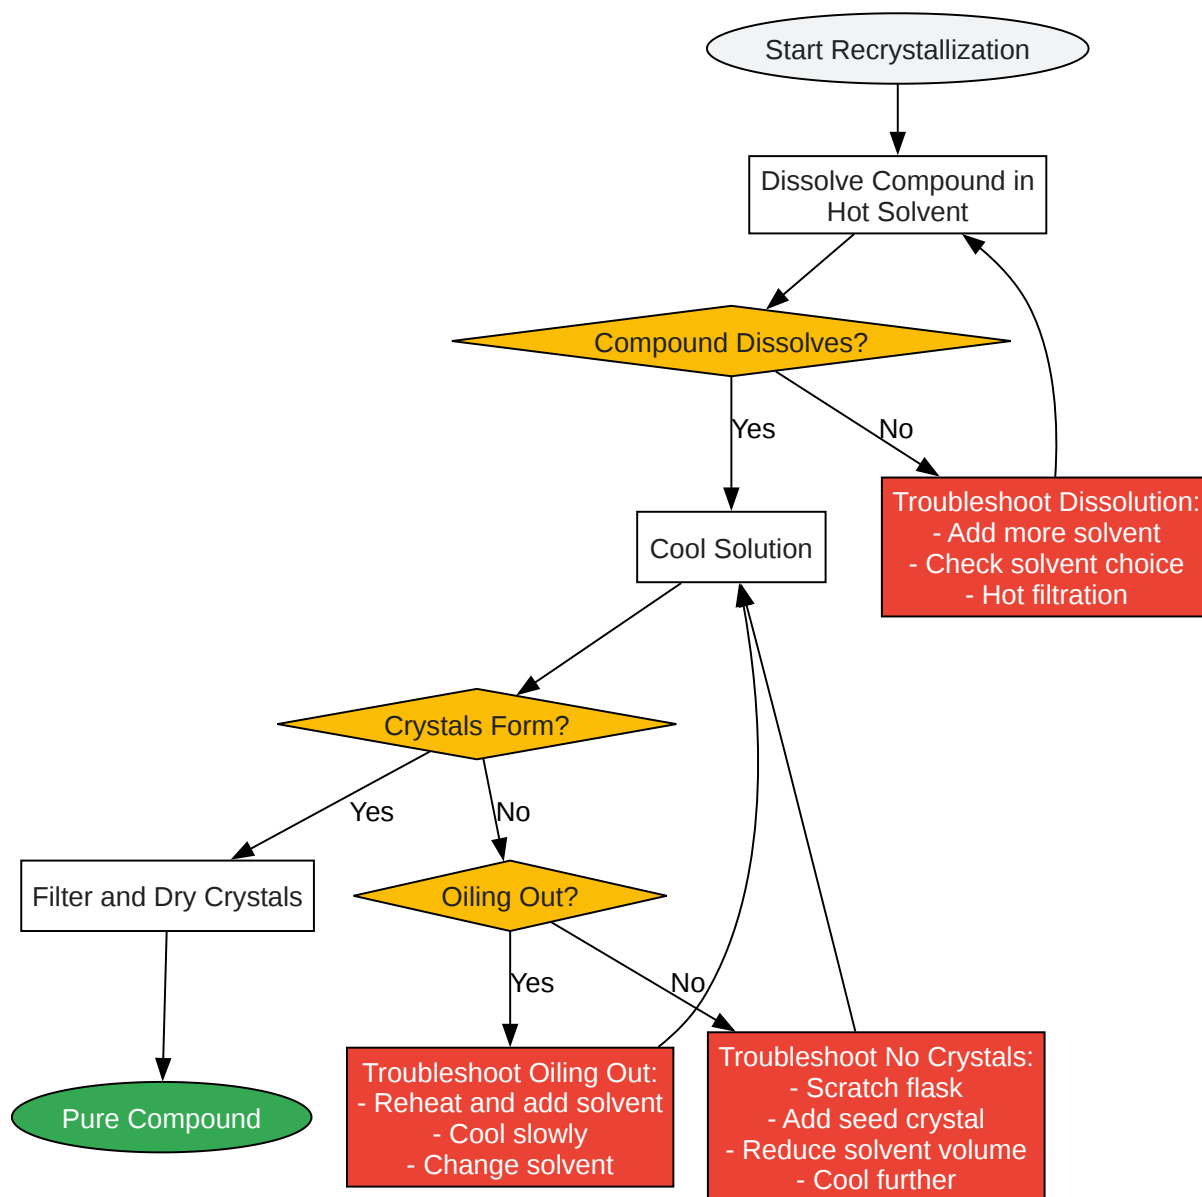 Start Recrystallization
Dissolve Compound in
Hot Solvent
Compound Dissolves?
Yes
No
Troubleshoot Dissolution:
- Add more solvent
- Check solvent choice
- Hot filtration
Cool Solution
Crystals Form?
Yes
No
Filter and Dry Crystals
Oiling Out?
Yes
No
Pure Compound
Troubleshoot Oiling Out:
- Reheat and add solvent
- Cool slowly
- Change solvent
Troubleshoot No Crystals:
- Scratch flask
- Add seed crystal
- Reduce solvent volume
- Cool further